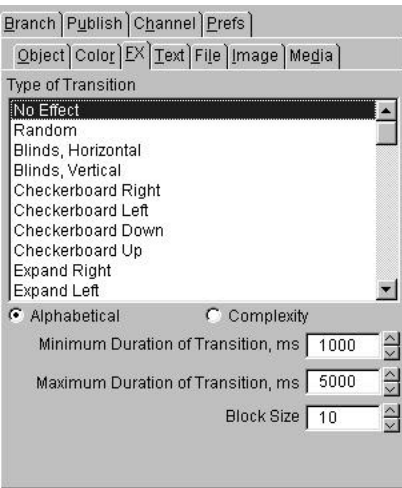 Branch Publish Channel Prefs
Object Color FX Text File Image Media
Type of Transition
No Effect
Random
Blinds, Horizontal
Blinds, Vertical
Checkerboard Right
Checkerboard Left
Checkerboard Down
Checkerboard Up
Expand Right
Expand Left
Alphabetical Complexity
Minimum Duration of Transition, ms 1000
Maximum Duration of Transition, ms 5000
Block Size 10